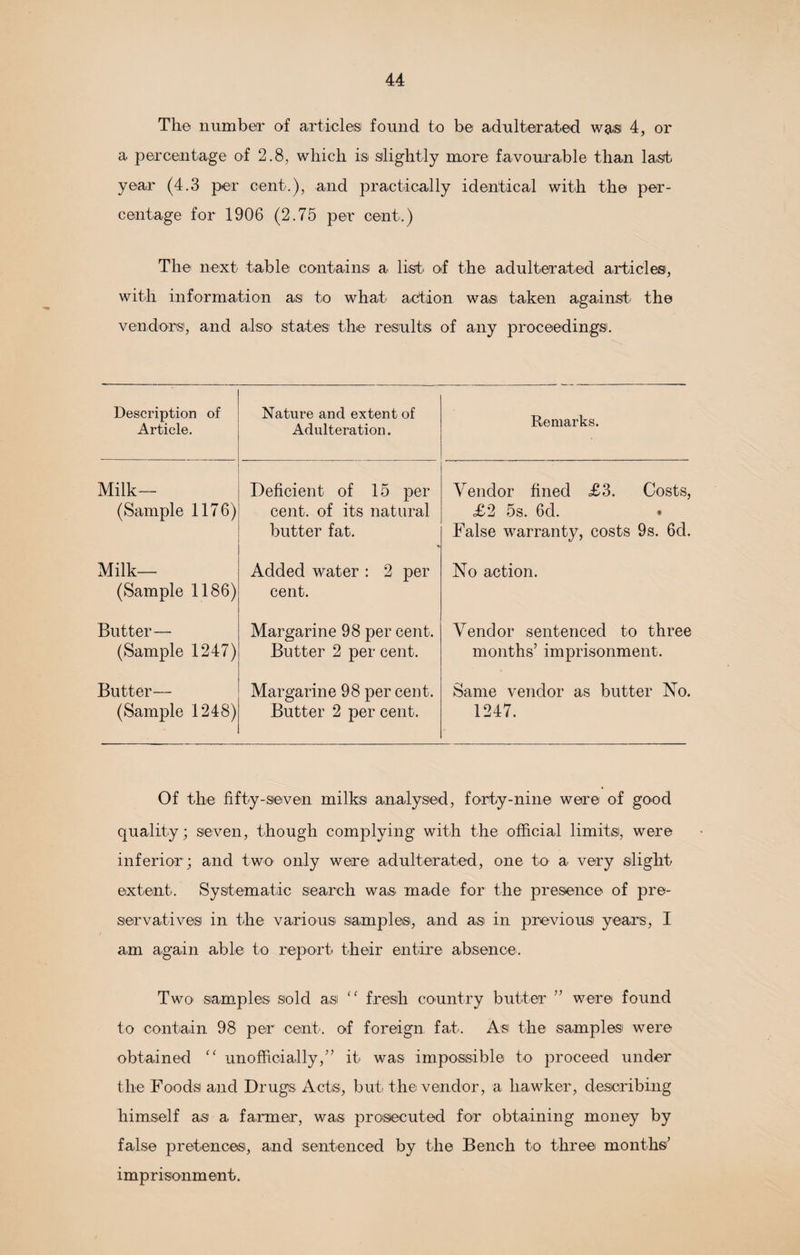 44
The number of articles found to be adulterated was 4, or
a percentage of 2.8, which is slightly more favourable than last
year (4.3 per cent.), and practically identical with the per-
centage for 1906 (2.75 per cent.)
The next table contains a list of the adulterated articles,
with information as to what action was taken against the
vendors, and also states the results of any proceedings.
Description of Article. | Nature and extent of Adulteration. | Remarks.
Milk— | Deficient of 15 per | Vendor fined £3. Costs,
(Sample 1176) | cent. of its natural | £2 5s. 6d.
butter fat. | False warranty, costs 9s. 6d.
Milk— | Added water : 2 per | No action.
(Sample 1186) | cent.
Butter— | Margarine 98 per cent. | Vendor sentenced to three
(Sample 1247) | Butter 2 per cent. | months' imprisonment.
Butter— | Margarine 98 per cent. | Same vendor as butter No.
(Sample 1248) | Butter 2 per cent. | 1247.
Of the fifty-seven milks analysed, forty-nine were of good
quality; seven, though complying with the official limits, were
inferior; and two only were adulterated, one to a very slight
extent. Systematic search was made for the presence of pre-
servatives in the various samples, and as in previous years, I
am again able to report their entire absence.
Two samples sold as “ fresh country butter ” were found
to contain 98 per cent. of foreign fat. As the samples were
obtained “ unofficially,” it was impossible to proceed under
the Foods and Drugs Acts, but the vendor, a hawker, describing
himself as a farmer, was prosecuted for obtaining money by
false pretences, and sentenced by the Bench to three months'
imprisonment.